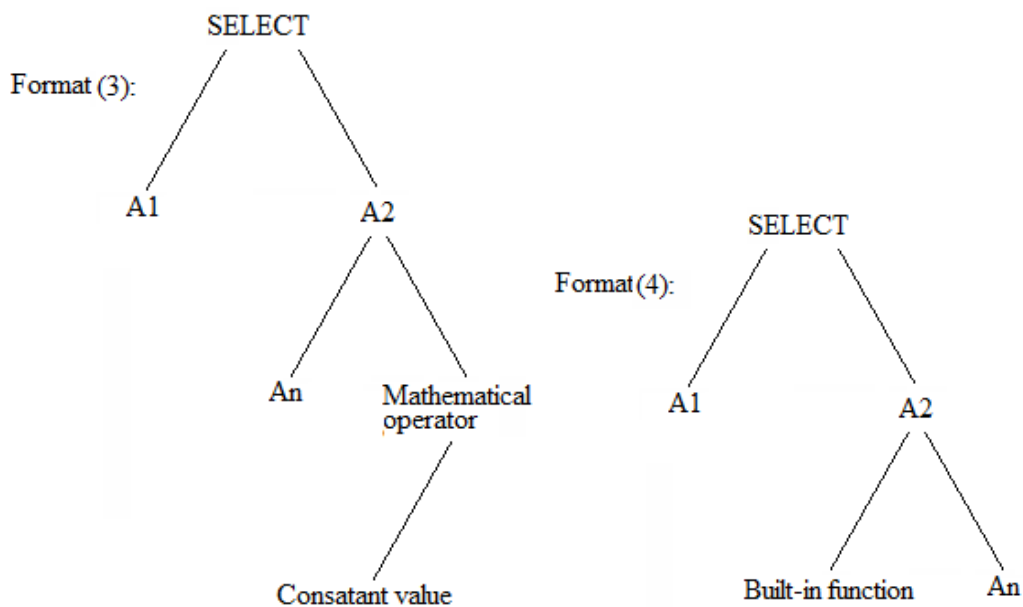 SELECT
Format (3):
A1
A2
An
Mathematical
operator
Consatant value
SELECT
Format (4):
A1
A2
Built-in function
An